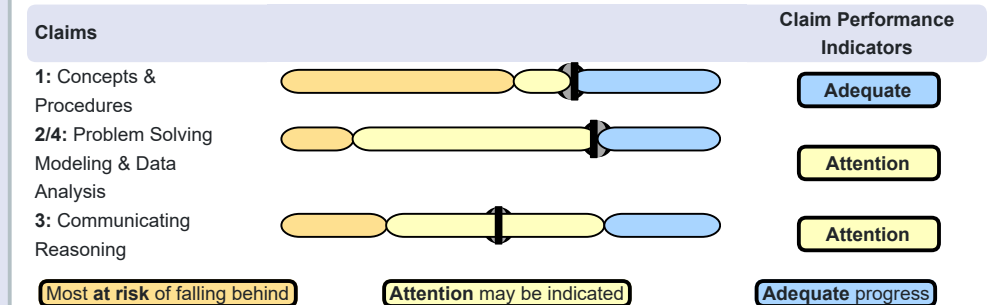 Claims
Claim Performance
Indicators
1: Concepts &
Procedures
Adequate
2/4: Problem Solving
Modeling & Data
Analysis
Attention
3: Communicating
Reasoning
Attention
Most at risk of falling behind
Attention may be indicated
Adequate progress